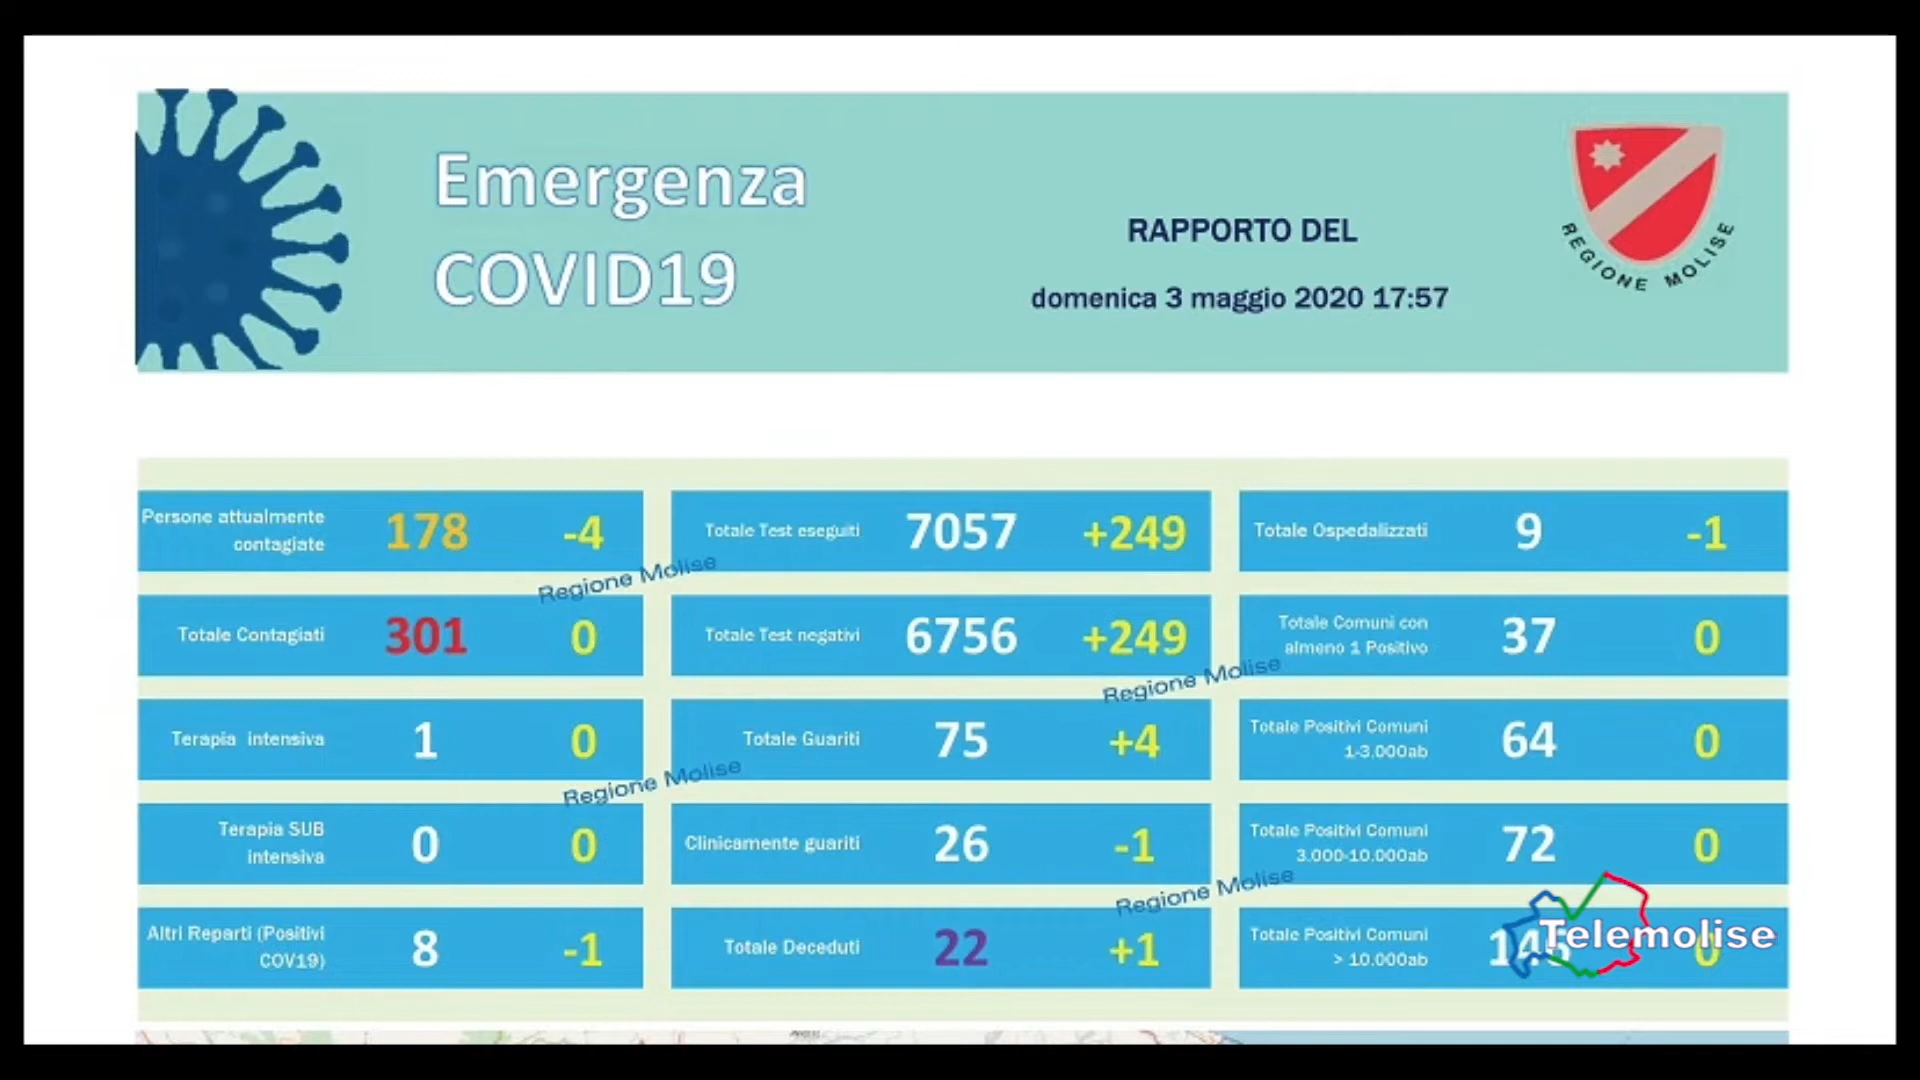 Emergenza
COVID19
RAPPORTO DEL
domenica 3 maggio 2020 17:57
REGIONE MOLISE
Persone attualmente
contagiate
178
-4
Totale Test eseguiti
7057
+249
Totale Ospedalizzati
9
-1
Regione Molise
Totale Contagiati
301
0
Totale Test negativi
6756
+249
Totale Comuni con
almeno 1 Positivo
37
0
Regione Molise
Terapia intensiva
1
0
Totale Guariti
75
+4
Totale Positivi Comuni
1-3.000ab
64
0
Regione Molise
Terapia SUB
intensiva
0
0
Clinicamente guariti
26
-1
Totale Positivi Comuni
3.000-10.000ab
72
0
Regione Molise
Altri Reparti (Positivi
COV19)
8
-1
Totale Deceduti
22
+1
Totale Positivi Comuni
> 10.000ab
0
Telemolise